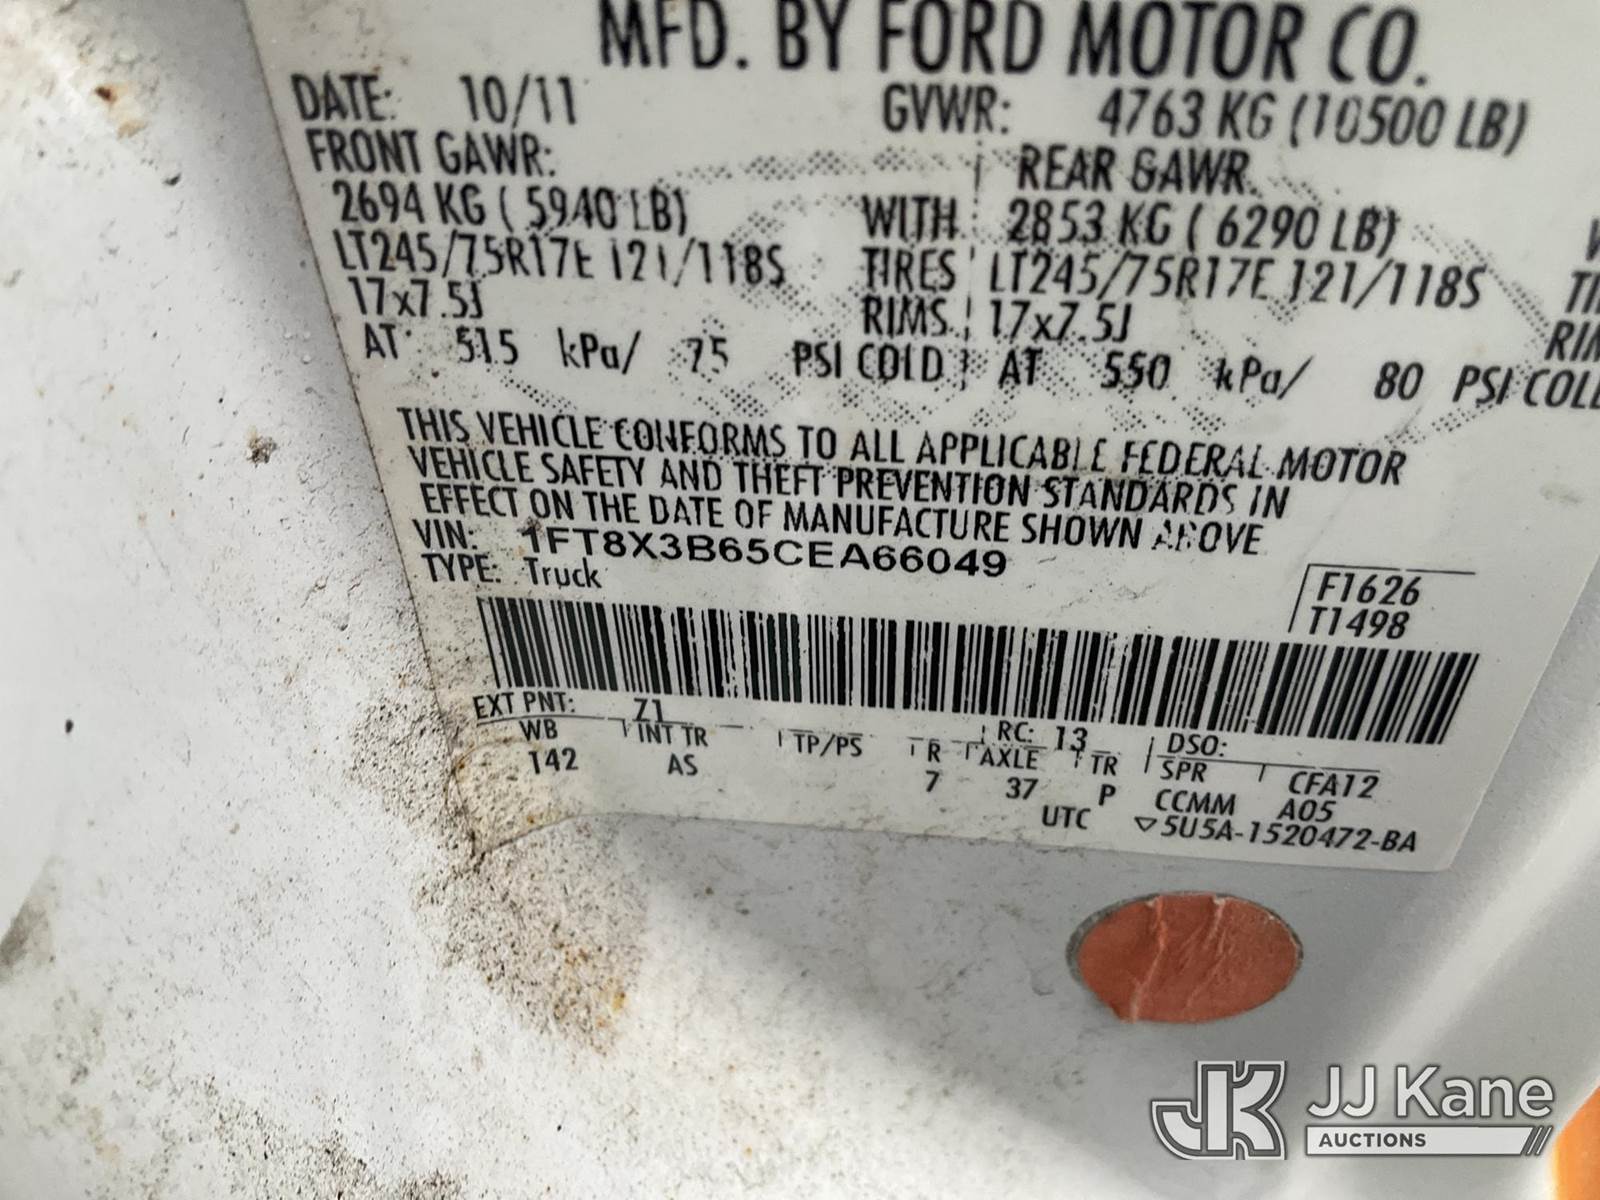 MFD. BY FORD MOTOR CO.
DATE: 10/11 GVWR: 4763 KG (10500 LB)
FRONT GAWR: REAR GAWR
2694 KG ( 5940 LB) WITH 2853 KG ( 6290 LB)
LT245/75R17E 121/118S TIRES LT245/75R17E 121/118S
17x7.5J RIMS 17x7.5J
AT 515 kPa/ 75 PSI COLD AT 550 kPa/ 80 PSI COLD
THIS VEHICLE CONFORMS TO ALL APPLICABLE FEDERAL MOTOR
VEHICLE SAFETY AND THEFT PREVENTION STANDARDS IN
EFFECT ON THE DATE OF MANUFACTURE SHOWN ABOVE
VIN: 1FT8X3B65CEA66049
TYPE: Truck
F1626
T1498
EXT PNT: Z1 RC: 13 DSO:
WB INT TR TP/PS R AXLE TR SPR CFA12
142 AS 7 37 P CCMM A05
UTC ▽5U5A-1520472-BA
JK JJ Kane
AUCTIONS